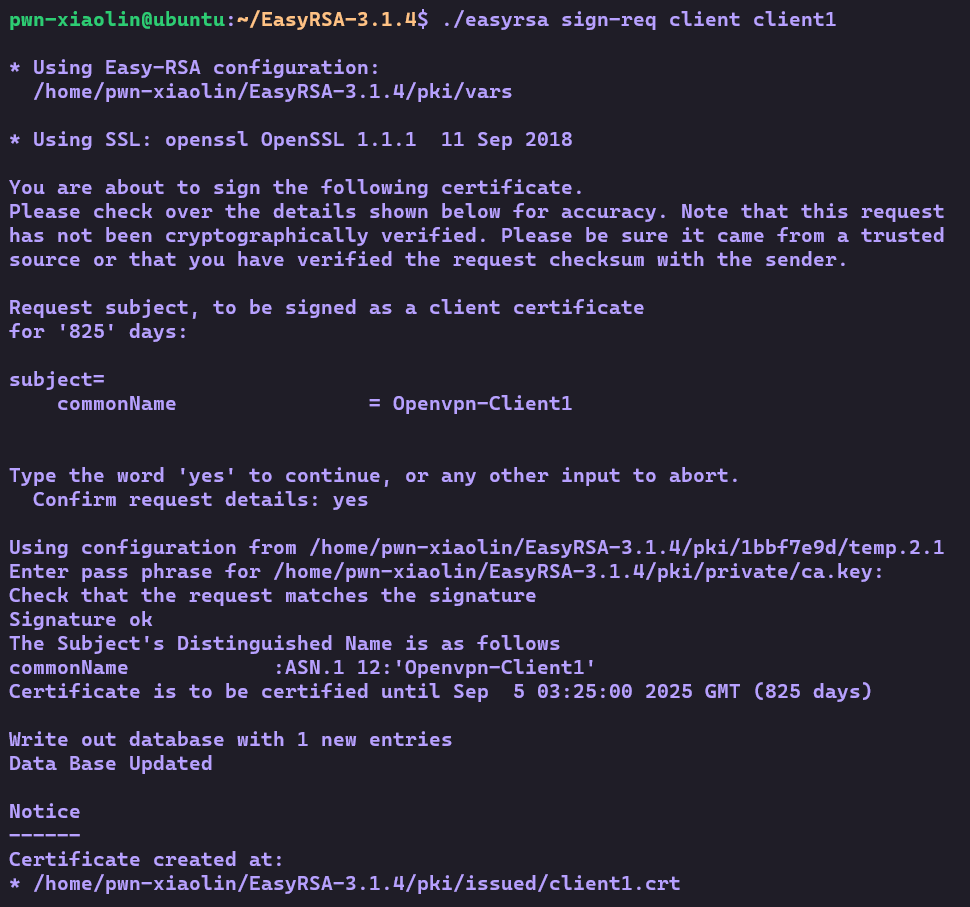 pwn-xiaolin@ubuntu:~/EasyRSA-3.1.4$ ./easyrsa sign-req client client1
* Using Easy-RSA configuration:
  /home/pwn-xiaolin/EasyRSA-3.1.4/pki/vars
* Using SSL: openssl OpenSSL 1.1.1  11 Sep 2018
You are about to sign the following certificate.
Please check over the details shown below for accuracy. Note that this request
has not been cryptographically verified. Please be sure it came from a trusted
source or that you have verified the request checksum with the sender.
Request subject, to be signed as a client certificate
for '825' days:
subject=
    commonName                = Openvpn-Client1
Type the word 'yes' to continue, or any other input to abort.
  Confirm request details: yes
Using configuration from /home/pwn-xiaolin/EasyRSA-3.1.4/pki/1bbf7e9d/temp.2.1
Enter pass phrase for /home/pwn-xiaolin/EasyRSA-3.1.4/pki/private/ca.key:
Check that the request matches the signature
Signature ok
The Subject's Distinguished Name is as follows
commonName            :ASN.1 12:'Openvpn-Client1'
Certificate is to be certified until Sep  5 03:25:00 2025 GMT (825 days)
Write out database with 1 new entries
Data Base Updated
Notice
------
Certificate created at:
* /home/pwn-xiaolin/EasyRSA-3.1.4/pki/issued/client1.crt